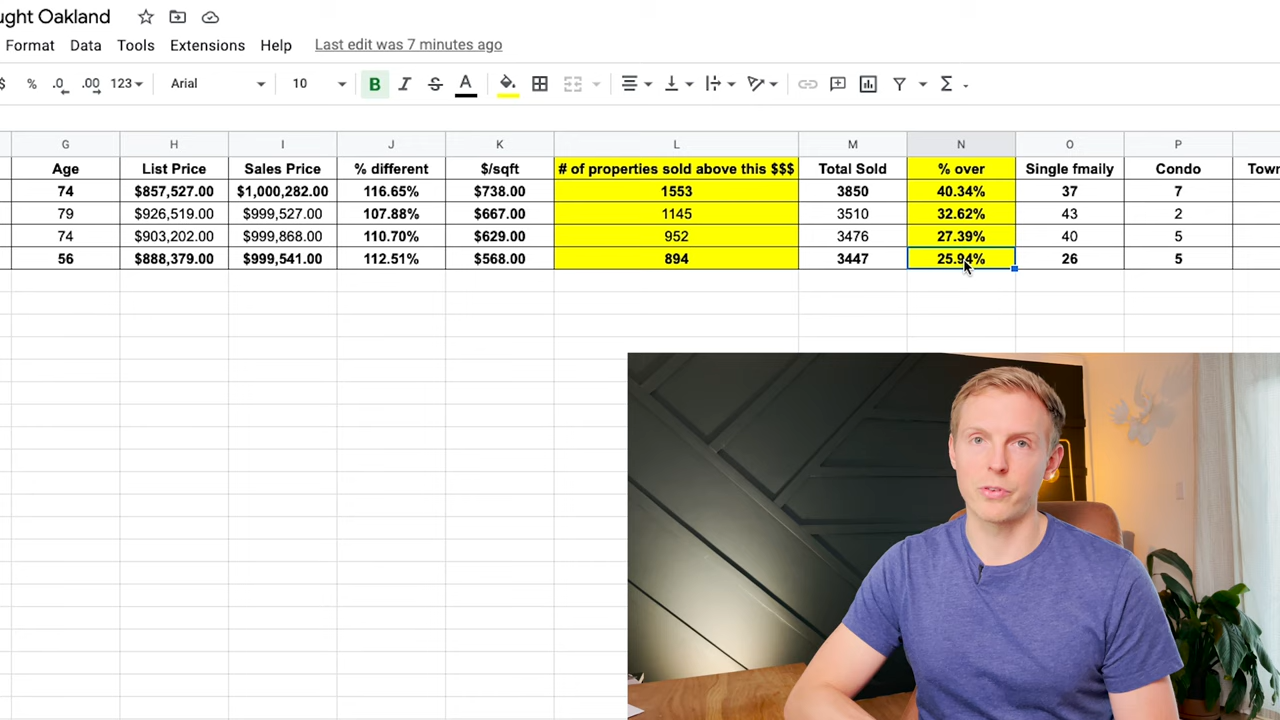 ught Oakland
Format Data Tools Extensions Help Last edit was 7 minutes ago
$ % .0 .00 123 Arial 10 B I S A Σ
G H I J K L M N O P
Age List Price Sales Price % different $/sqft # of properties sold above this $$$ Total Sold % over Single fmaily Condo Town
74 $857,527.00 $1,000,282.00 116.65% $738.00 1553 3850 40.34% 37 7
79 $926,519.00 $999,527.00 107.88% $667.00 1145 3510 32.62% 43 2
74 $903,202.00 $999,868.00 110.70% $629.00 952 3476 27.39% 40 5
56 $888,379.00 $999,541.00 112.51% $568.00 894 3447 25.94% 26 5